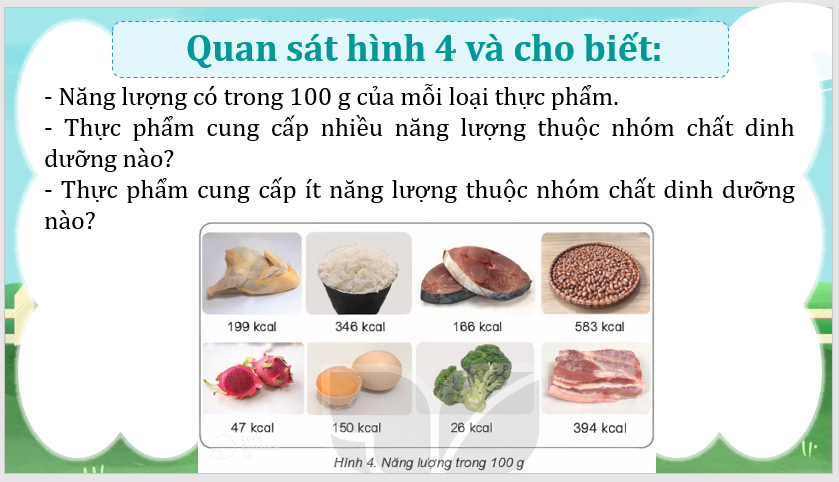 Quan sát hình 4 và cho biết:
- Năng lượng có trong 100 g của mỗi loại thực phẩm.
- Thực phẩm cung cấp nhiều năng lượng thuộc nhóm chất dinh
dưỡng nào?
- Thực phẩm cung cấp ít năng lượng thuộc nhóm chất dinh dưỡng
nào?
199 kcal 346 kcal 166 kcal 583 kcal
47 kcal 150 kcal 26 kcal 394 kcal
Hình 4. Năng lượng trong 100 g